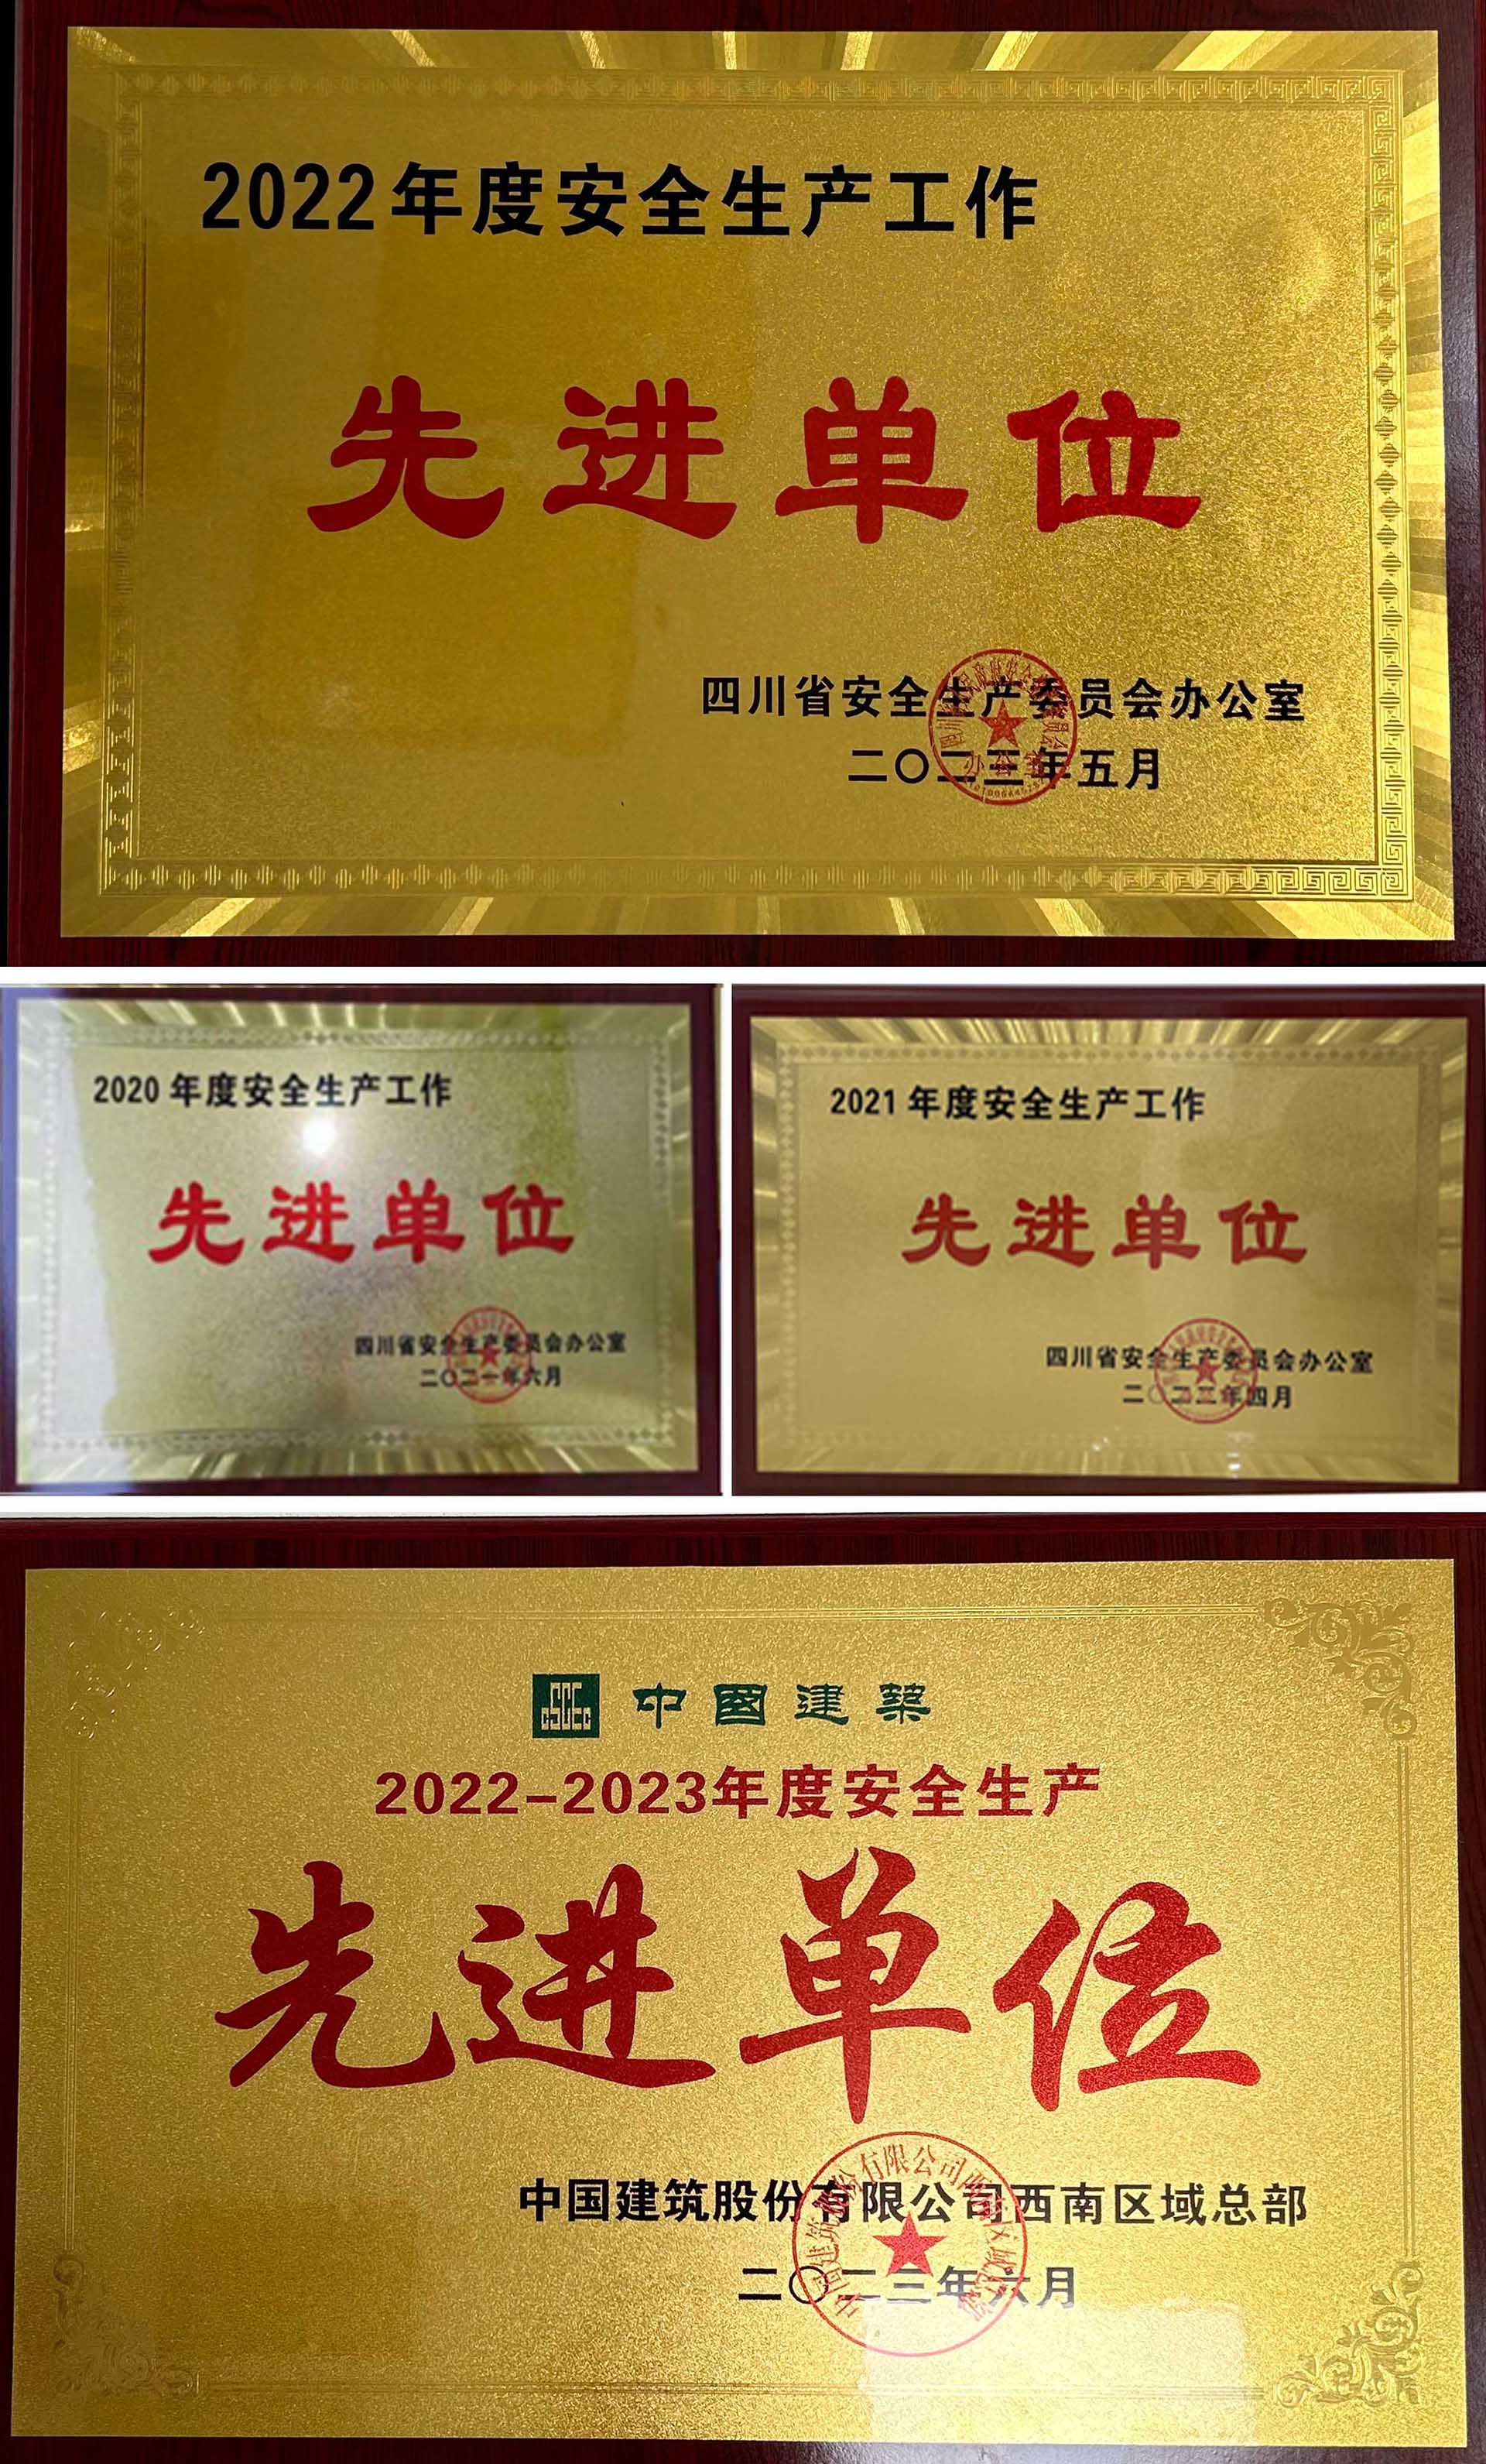 2022年度安全生产工作
先进单位
四川省安全生产委员会办公室
二〇二三年五月
2020年度安全生产工作
先进单位
四川省安全生产委员会办公室
二〇二一年六月
2021年度安全生产工作
先进单位
四川省安全生产委员会办公室
二〇二二年四月
CSCEC 中國建築
2022-2023年度安全生产
先进单位
中国建筑股份有限公司西南区域总部
二〇二三年六月